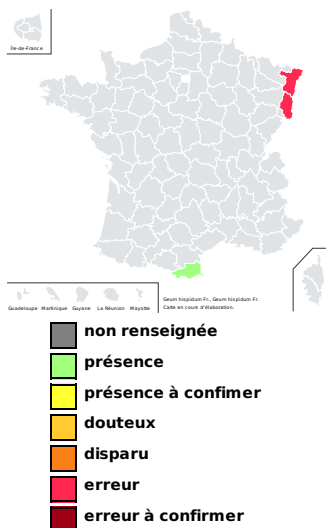 Île-de-France
Guadeloupe Martinique Guyane La Réunion Mayotte
Geum hispidum Fr., Geum hispidum Fr.
Carte en cours d'élaboration.
non renseignée
présence
présence à confimer
douteux
disparu
erreur
erreur à confirmer